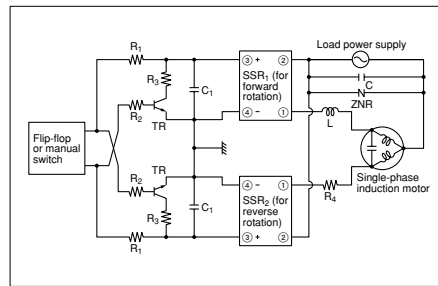 R1
R3
R2
TR
C1
③ +
②
SSR1 (for
forward
rotation)
④ −
①
Load power supply
C
ZNR
L
Flip-flop
or manual
switch
Single-phase
induction motor
TR
R2
R3
R1
C1
④ −
①
SSR2 (for
reverse
rotation)
③ +
②
R4